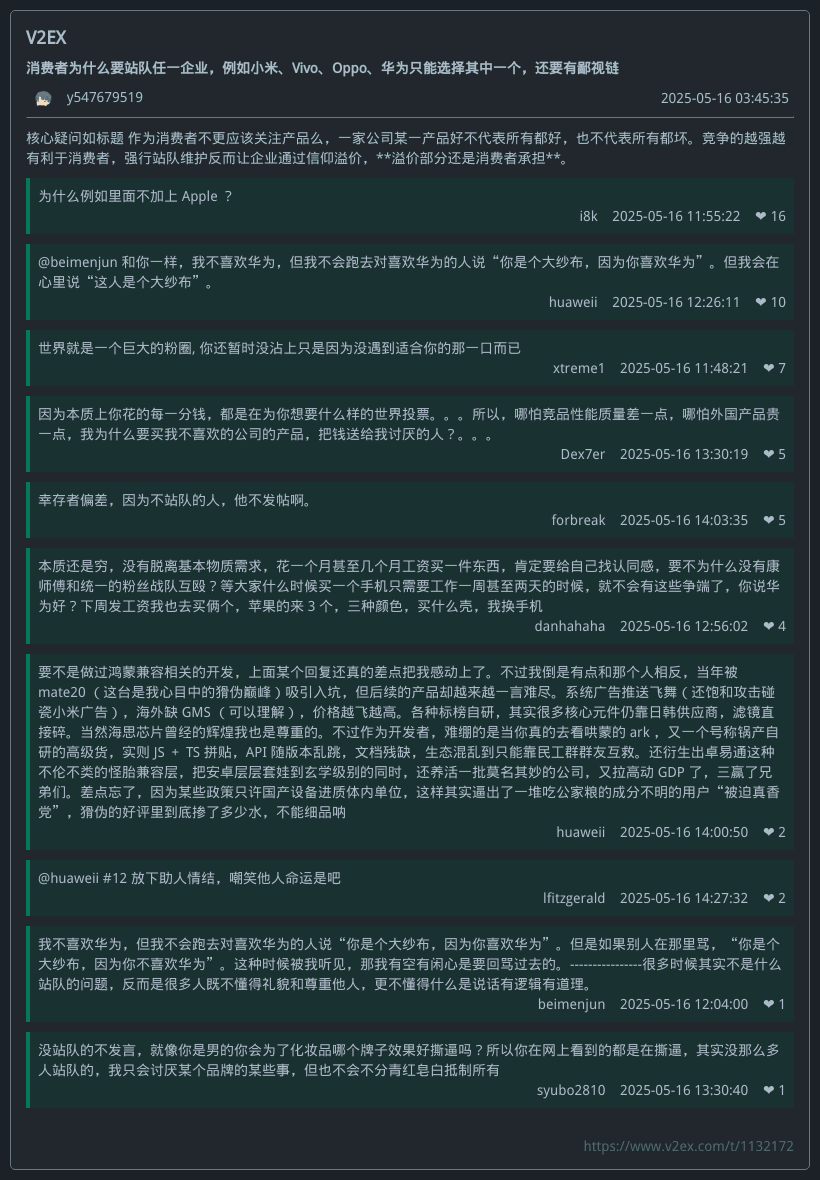 V2EX
消费者为什么要站队任一企业，例如小米、Vivo、Oppo、华为只能选择其中一个，还要有鄙视链
y547679519 2025-05-16 03:45:35
核心疑问如标题 作为消费者不更应该关注产品么，一家公司某一产品好不代表所有都好，也不代表所有都坏。竞争的越强越
有利于消费者，强行站队维护反而让企业通过信仰溢价，**溢价部分还是消费者承担**。
为什么例如里面不加上 Apple ？
i8k 2025-05-16 11:55:22 ❤ 16
@beimenjun 和你一样，我不喜欢华为，但我不会跑去对喜欢华为的人说“你是个大纱布，因为你喜欢华为”。但我会在
心里说“这人是个大纱布”。
huaweii 2025-05-16 12:26:11 ❤ 10
世界就是一个巨大的粉圈, 你还暂时没沾上只是因为没遇到适合你的那一口而已
xtreme1 2025-05-16 11:48:21 ❤ 7
因为本质上你花的每一分钱，都是在为你想要什么样的世界投票。。。所以，哪怕竞品性能质量差一点，哪怕外国产品贵
一点，我为什么要买我不喜欢的公司的产品，把钱送给我讨厌的人？。。。
Dex7er 2025-05-16 13:30:19 ❤ 5
幸存者偏差，因为不站队的人，他不发帖啊。
forbreak 2025-05-16 14:03:35 ❤ 5
本质还是穷，没有脱离基本物质需求，花一个月甚至几个月工资买一件东西，肯定要给自己找认同感，要不为什么没有康
师傅和统一的粉丝战队互殴？等大家什么时候买一个手机只需要工作一周甚至两天的时候，就不会有这些争端了，你说华
为好？下周发工资我也去买俩个，苹果的来 3 个，三种颜色，买什么壳，我换手机
danhahaha 2025-05-16 12:56:02 ❤ 4
要不是做过鸿蒙兼容相关的开发，上面某个回复还真的差点把我感动上了。不过我倒是有点和那个人相反，当年被
mate20 （这台是我心目中的猾伪巅峰）吸引入坑，但后续的产品却越来越一言难尽。系统广告推送飞舞（还饱和攻击碰
瓷小米广告），海外缺 GMS （可以理解），价格越飞越高。各种标榜自研，其实很多核心元件仍靠日韩供应商，滤镜直
接碎。当然海思芯片曾经的辉煌我也是尊重的。不过作为开发者，难绷的是当你真的去看哄蒙的 ark ，又一个号称锅产自
研的高级货，实则 JS + TS 拼贴，API 随版本乱跳，文档残缺，生态混乱到只能靠民工群群友互救。还衍生出卓易通这种
不伦不类的怪胎兼容层，把安卓层层套娃到玄学级别的同时，还养活一批莫名其妙的公司，又拉高动 GDP 了，三赢了兄
弟们。差点忘了，因为某些政策只许国产设备进质体内单位，这样其实逼出了一堆吃公家粮的成分不明的用户“被迫真香
党”，猾伪的好评里到底掺了多少水，不能细品呐
huaweii 2025-05-16 14:00:50 ❤ 2
@huaweii #12 放下助人情结，嘲笑他人命运是吧
lfitzgerald 2025-05-16 14:27:32 ❤ 2
我不喜欢华为，但我不会跑去对喜欢华为的人说“你是个大纱布，因为你喜欢华为”。但是如果别人在那里骂，“你是个
大纱布，因为你不喜欢华为”。这种时候被我听见，那我有空有闲心是要回骂过去的。----------------很多时候其实不是什么
站队的问题，反而是很多人既不懂得礼貌和尊重他人，更不懂得什么是说话有逻辑有道理。
beimenjun 2025-05-16 12:04:00 ❤ 1
没站队的不发言，就像你是男的你会为了化妆品哪个牌子效果好撕逼吗？所以你在网上看到的都是在撕逼，其实没那么多
人站队的，我只会讨厌某个品牌的某些事，但也不会不分青红皂白抵制所有
syubo2810 2025-05-16 13:30:40 ❤ 1
https://www.v2ex.com/t/1132172